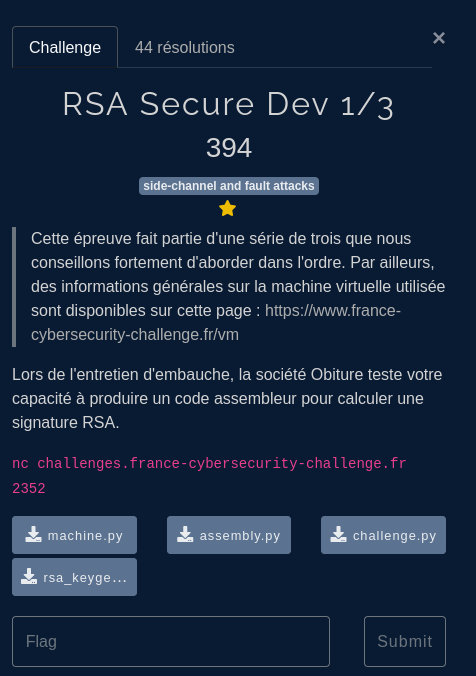 Challenge
44 résolutions
×
RSA Secure Dev 1/3
394
side-channel and fault attacks
Cette épreuve fait partie d'une série de trois que nous
conseillons fortement d'aborder dans l'ordre. Par ailleurs,
des informations générales sur la machine virtuelle utilisée
sont disponibles sur cette page : https://www.france-
cybersecurity-challenge.fr/vm
Lors de l'entretien d'embauche, la société Obiture teste votre
capacité à produire un code assembleur pour calculer une
signature RSA.
nc challenges.france-cybersecurity-challenge.fr
2352
machine.py
assembly.py
challenge.py
rsa_keyge...
Flag
Submit